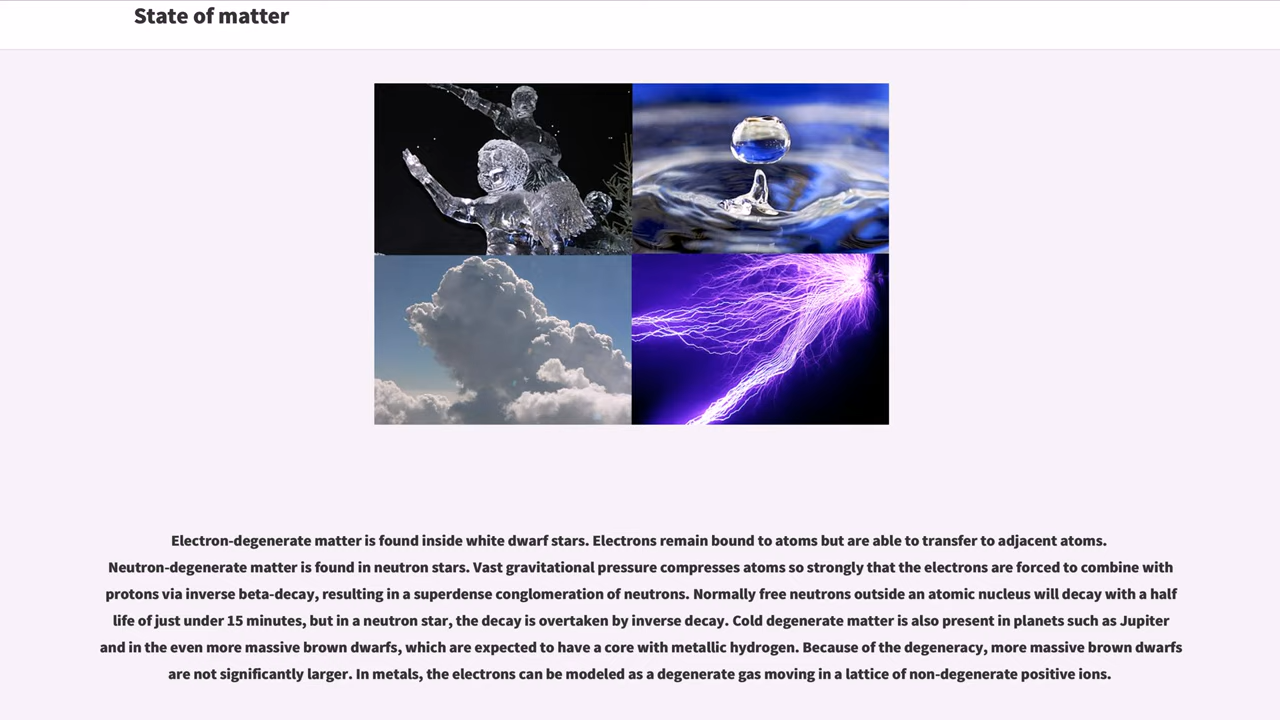 State of matter
Electron-degenerate matter is found inside white dwarf stars. Electrons remain bound to atoms but are able to transfer to adjacent atoms.
Neutron-degenerate matter is found in neutron stars. Vast gravitational pressure compresses atoms so strongly that the electrons are forced to combine with
protons via inverse beta-decay, resulting in a superdense conglomeration of neutrons. Normally free neutrons outside an atomic nucleus will decay with a half
life of just under 15 minutes, but in a neutron star, the decay is overtaken by inverse decay. Cold degenerate matter is also present in planets such as Jupiter
and in the even more massive brown dwarfs, which are expected to have a core with metallic hydrogen. Because of the degeneracy, more massive brown dwarfs
are not significantly larger. In metals, the electrons can be modeled as a degenerate gas moving in a lattice of non-degenerate positive ions.